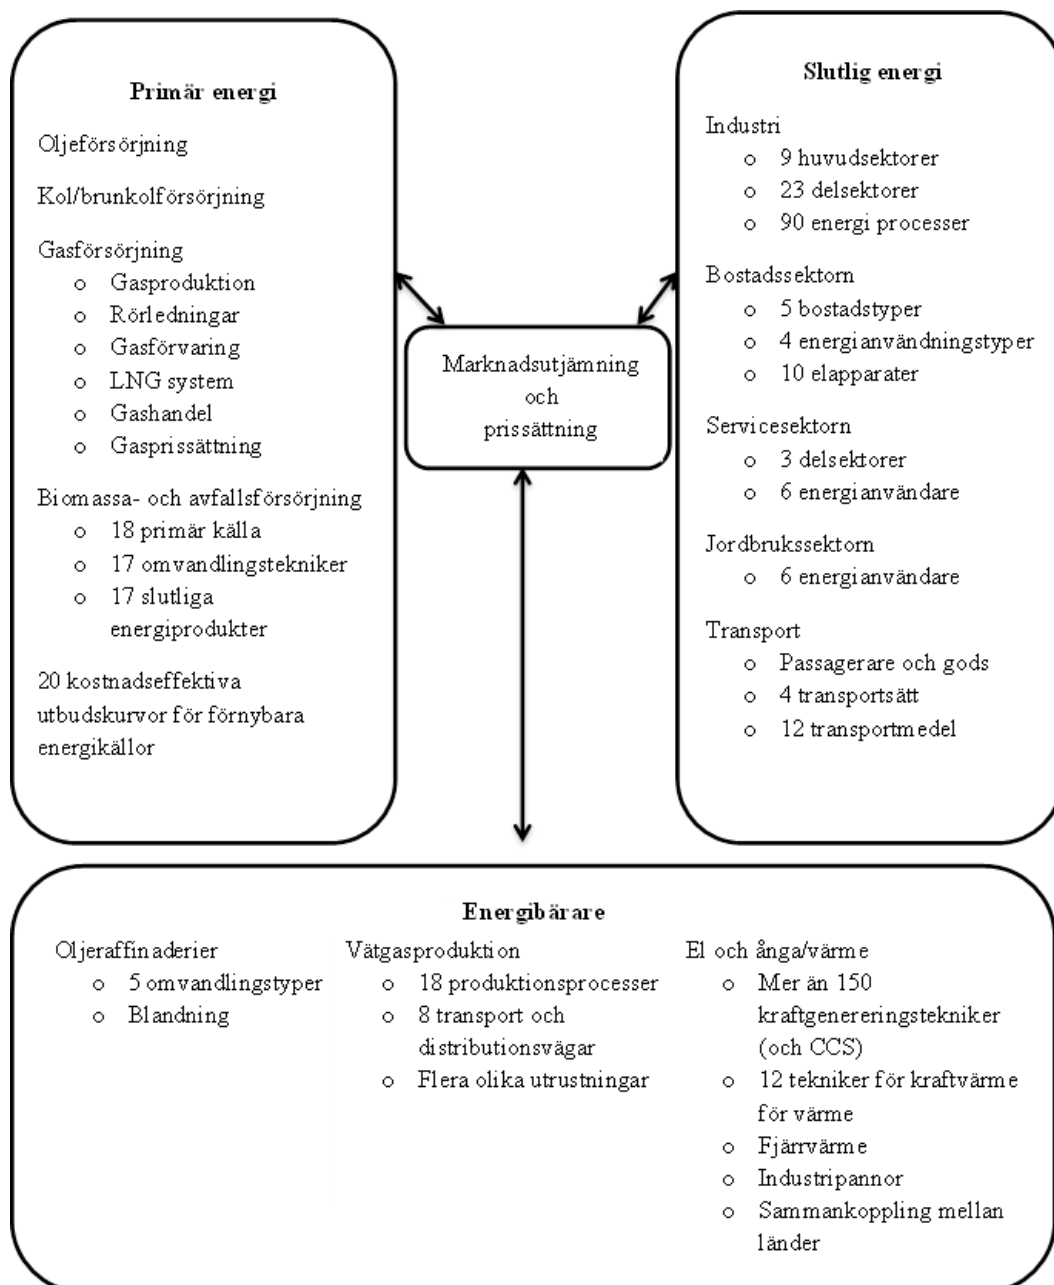 Primär energi
Oljeförsörjning
Kol/brunkolförsörjning
Gasförsörjning
o Gasproduktion
o Rörledningar
o Gasförvaring
o LNG system
o Gashandel
o Gasprissättning
Biomassa- och avfallsförsörjning
o 18 primär källa
o 17 omvandlingstekniker
o 17 slutliga
energiprodukter
20 kostnadseffektiva
utbudskurvor för förnybara
energikällor
Marknadsutjämning
och
prissättning
Slutlig energi
Industri
o 9 huvudsektorer
o 23 delsektorer
o 90 energi processer
Bostadssektorn
o 5 bostadstyper
o 4 energianvändningstyper
o 10 elapparater
Servicesektorn
o 3 delsektorer
o 6 energianvändare
Jordbrukssektorn
o 6 energianvändare
Transport
o Passagerare och gods
o 4 transportsätt
o 12 transportmedel
Energibärare
Oljeraffinaderier
o 5 omvandlingstyper
o Blandning
Vätgasproduktion
o 18 produktionsprocesser
o 8 transport och
distributionsvägar
o Flera olika utrustningar
El och ånga/värme
o Mer än 150
kraftgenereringstekniker
(och CCS)
o 12 tekniker för kraftvärme
för värme
o Fjärrvärme
o Industripannor
o Sammankoppling mellan
länder